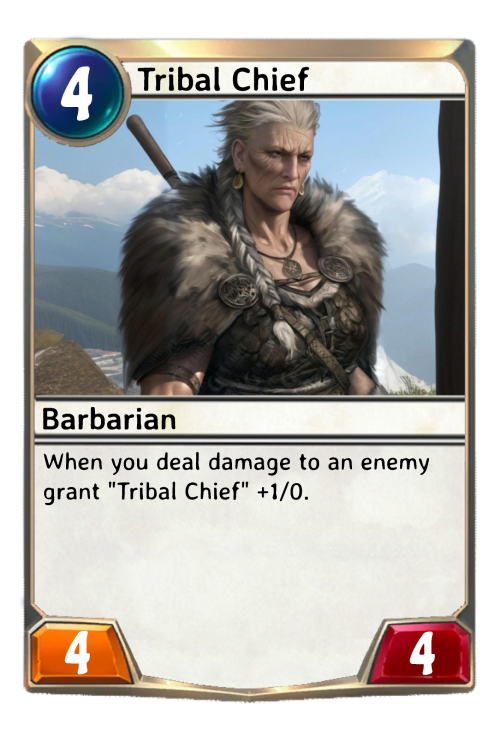 4
Tribal Chief
Barbarian
When you deal damage to an enemy
grant "Tribal Chief" +1/0.
4
4